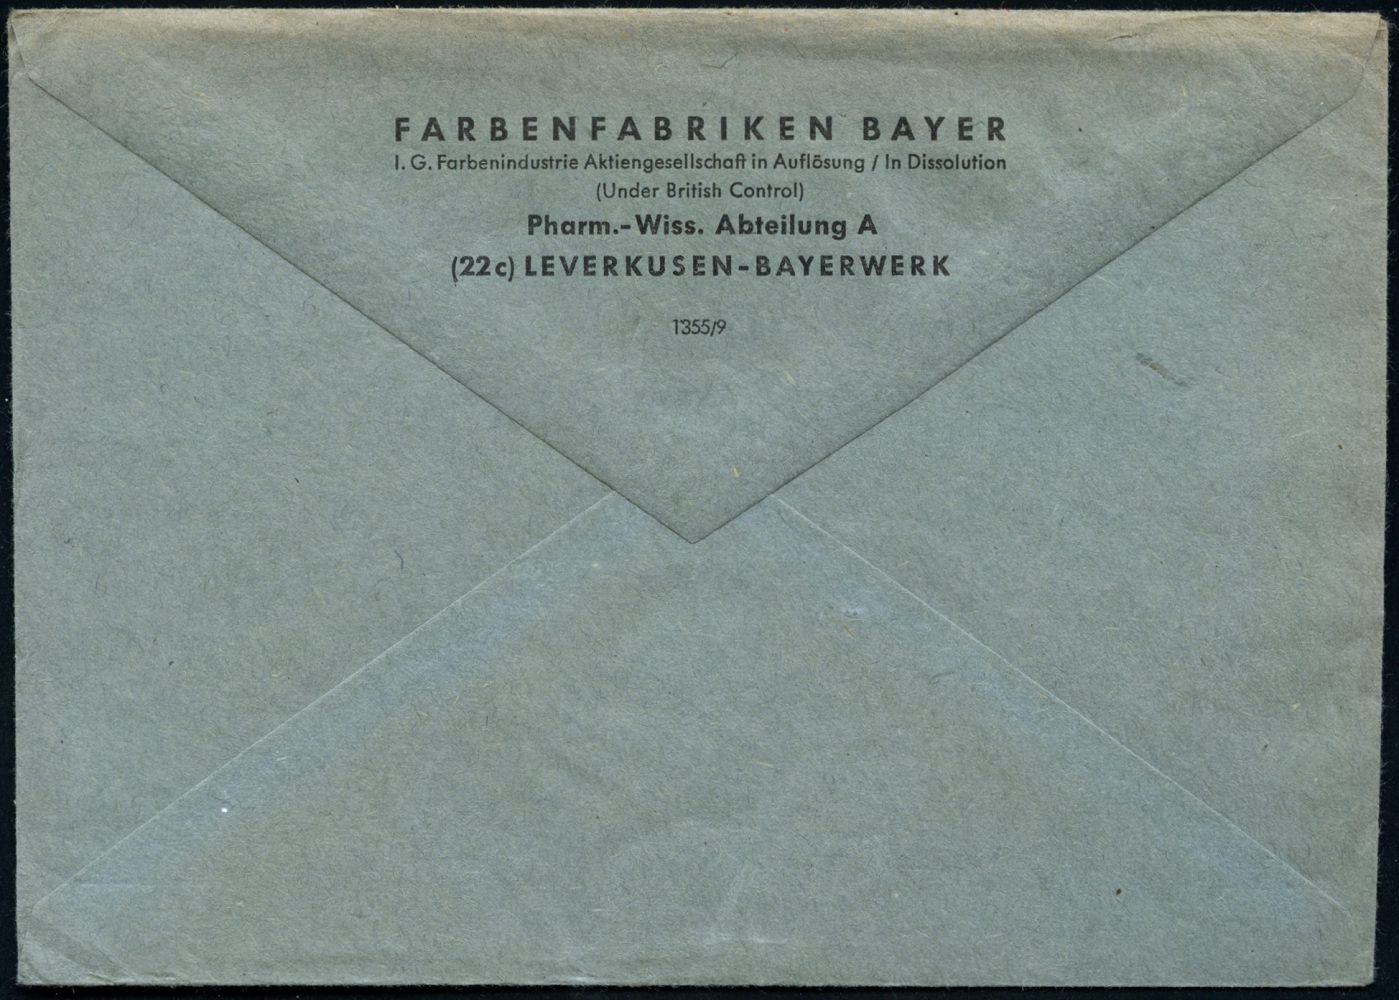 FARBENFABRIKEN BAYER
I. G. Farbenindustrie Aktiengesellschaft in Auflösung / In Dissolution
(Under British Control)
Pharm.-Wiss. Abteilung A
(22c) LEVERKUSEN-BAYERWERK
1355/9